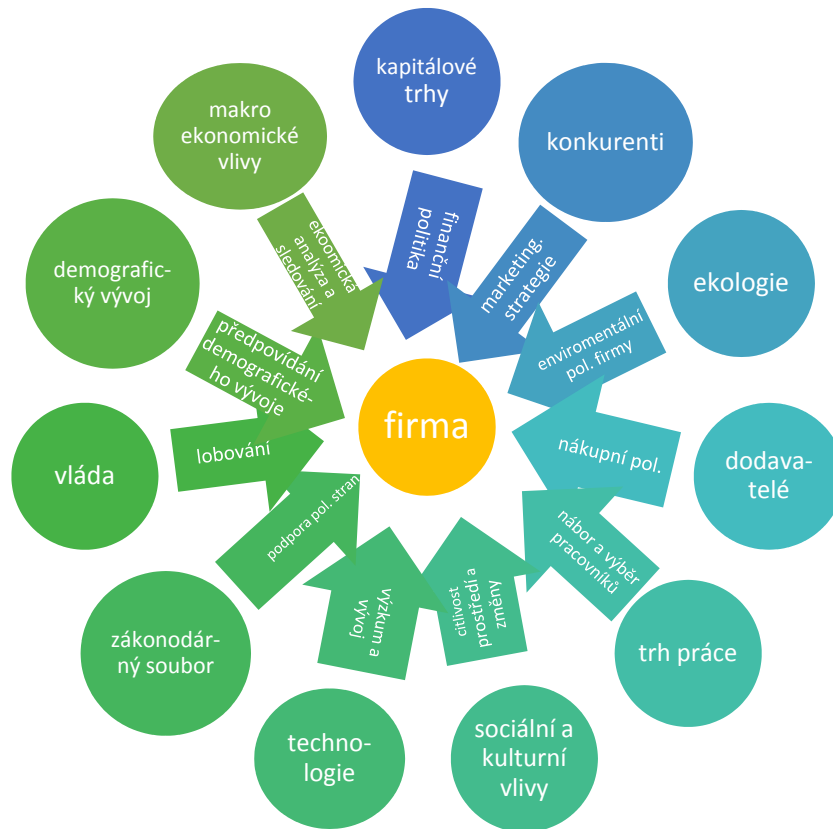 kapitálové
trhy
finanční
politika
konkurenti
marketing.
strategie
ekologie
enviromentální
pol. firmy
dodava-
telé
nákupní pol.
trh práce
nábor a výběr
pracovníků
sociální a
kulturní
vlivy
citlivost
prostředí a
změny
techno-
logie
výzkum a
vývoj
zákonodár-
ný soubor
podpora pol. stran
vláda
lobování
demografic-
ký vývoj
předpovídání
demografické-
ho vývoje
makro
ekonomické
vlivy
ekoomická
analýza a
sledování
firma